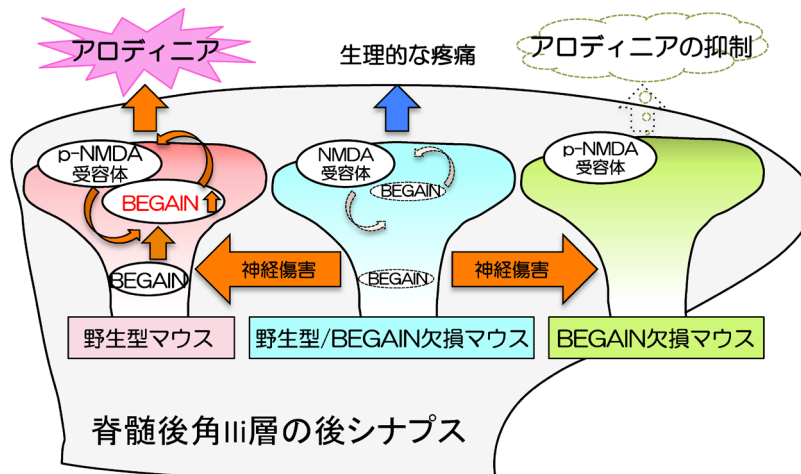 アロディニア
生理的な疼痛
アロディニアの抑制
p-NMDA
受容体
BEGAIN
BEGAIN
NMDA
受容体
BEGAIN
BEGAIN
p-NMDA
受容体
神経傷害
神経傷害
野生型マウス
野生型/BEGAIN欠損マウス
BEGAIN欠損マウス
脊髄後角IIi層の後シナプス